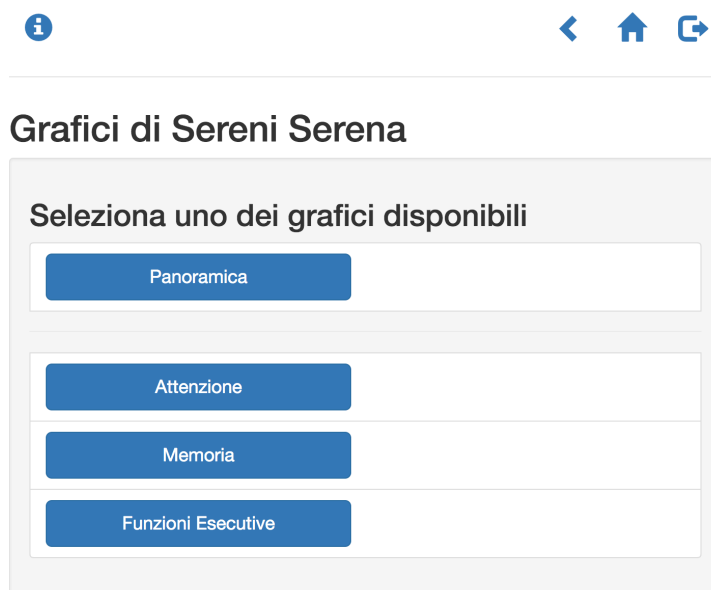 Grafici di Sereni Serena
Seleziona uno dei grafici disponibili
Panoramica
Attenzione
Memoria
Funzioni Esecutive